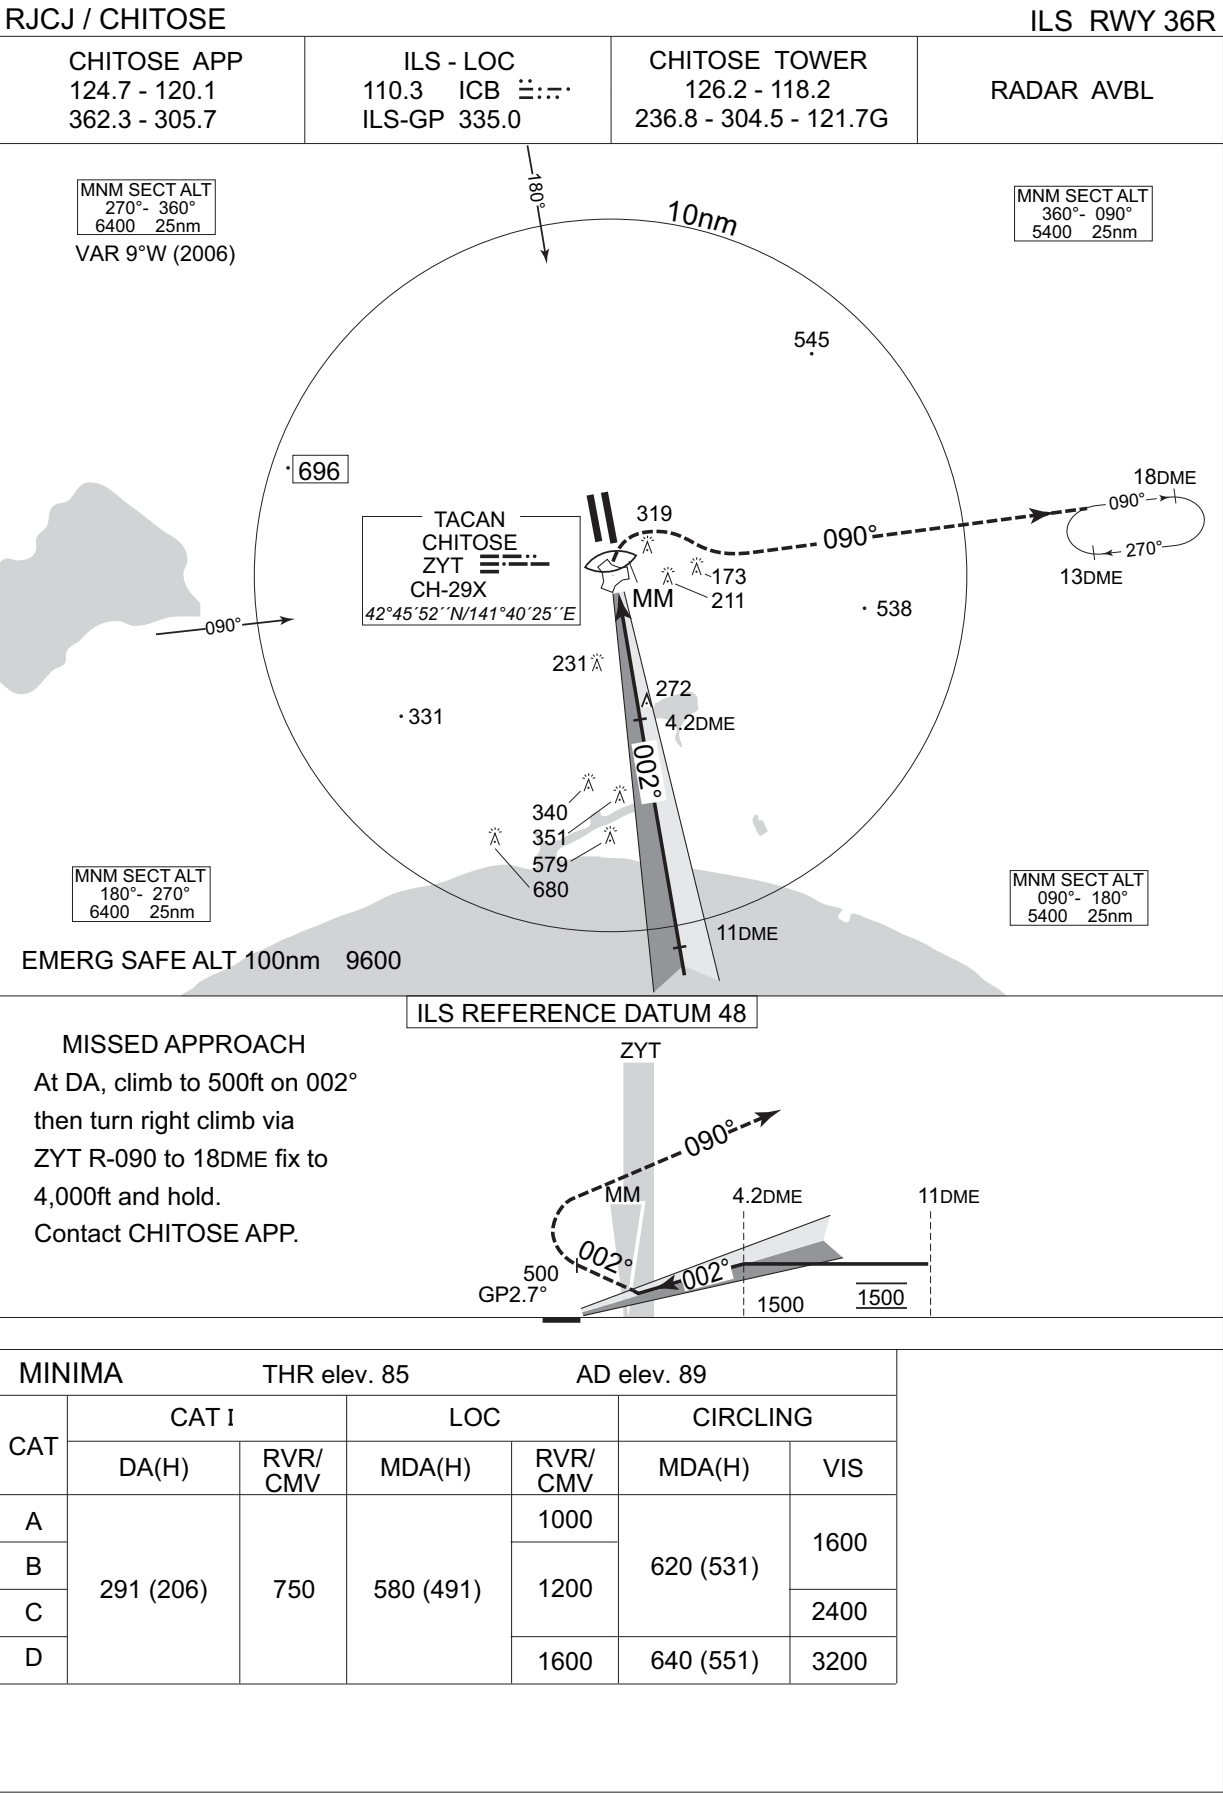 RJCJ / CHITOSE
ILS RWY 36R
CHITOSE APP
124.7 - 120.1
362.3 - 305.7
ILS - LOC
110.3 ICB
ILS-GP 335.0
CHITOSE TOWER
126.2 - 118.2
236.8 - 304.5 - 121.7G
RADAR AVBL
MNM SECT ALT
270°- 360°
6400 25nm
VAR 9°W (2006)
180°
10nm
MNM SECT ALT
360°- 090°
5400 25nm
545
696
18DME
090°
270°
13DME
319
090°
TACAN
CHITOSE
ZYT
CH-29X
42°45´52´´N/141°40´25´´E
MM
173
211
538
090°
231
272
4.2DME
331
002°
340
351
579
680
MNM SECT ALT
180°- 270°
6400 25nm
MNM SECT ALT
090°- 180°
5400 25nm
11DME
EMERG SAFE ALT 100nm 9600
ILS REFERENCE DATUM 48
MISSED APPROACH
At DA, climb to 500ft on 002°
then turn right climb via
ZYT R-090 to 18DME fix to
4,000ft and hold.
Contact CHITOSE APP.
ZYT
090°
MM
4.2DME
11DME
002°
002°
500
GP2.7°
1500
1500
MINIMA THR elev. 85 AD elev. 89
CAT
CAT I
LOC
CIRCLING
DA(H)
RVR/
CMV
MDA(H)
RVR/
CMV
MDA(H)
VIS
A
B
C
D
291 (206)
750
580 (491)
1000
1200
1600
620 (531)
640 (551)
1600
2400
3200